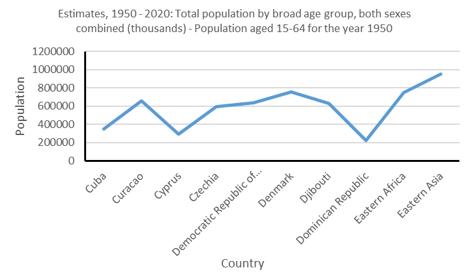 Estimates, 1950 - 2020: Total population by broad age group, both sexes
combined (thousands) - Population aged 15-64 for the year 1950
1200000
1000000
800000
600000
400000
200000
0
Population
Cuba
Curacao
Cyprus
Czechia
Democratic Republic of...
Denmark
Djibouti
Dominican Republic
Eastern Africa
Eastern Asia
Country